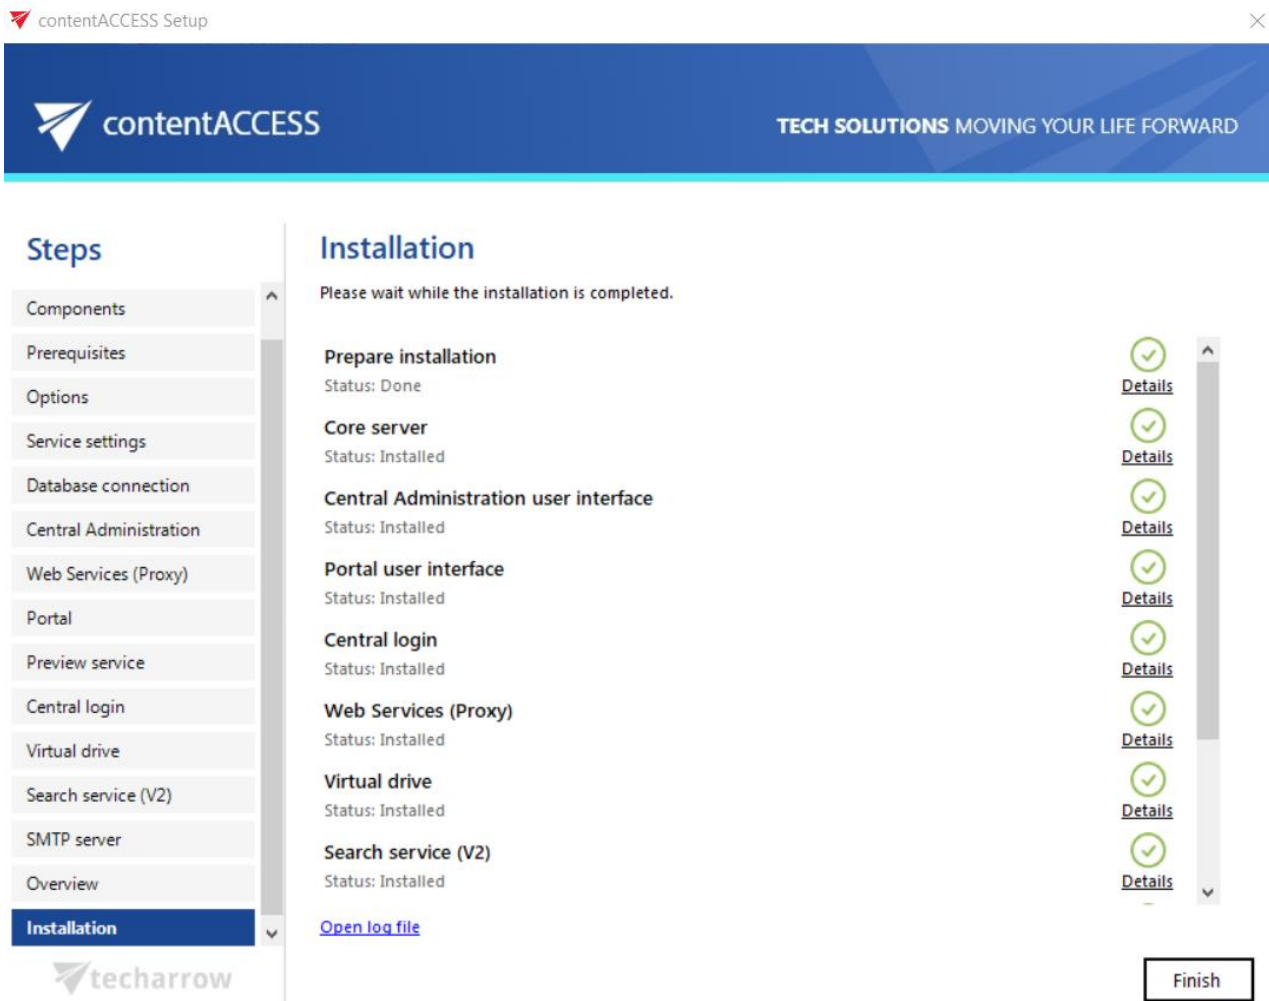 contentACCESS Setup
contentACCESS
TECH SOLUTIONS MOVING YOUR LIFE FORWARD
Steps
Components
Prerequisites
Options
Service settings
Database connection
Central Administration
Web Services (Proxy)
Portal
Preview service
Central login
Virtual drive
Search service (V2)
SMTP server
Overview
Installation
techarrow
Installation
Please wait while the installation is completed.
Prepare installation
Status: Done
Details
Core server
Status: Installed
Details
Central Administration user interface
Status: Installed
Details
Portal user interface
Status: Installed
Details
Central login
Status: Installed
Details
Web Services (Proxy)
Status: Installed
Details
Virtual drive
Status: Installed
Details
Search service (V2)
Status: Installed
Details
Open log file
Finish